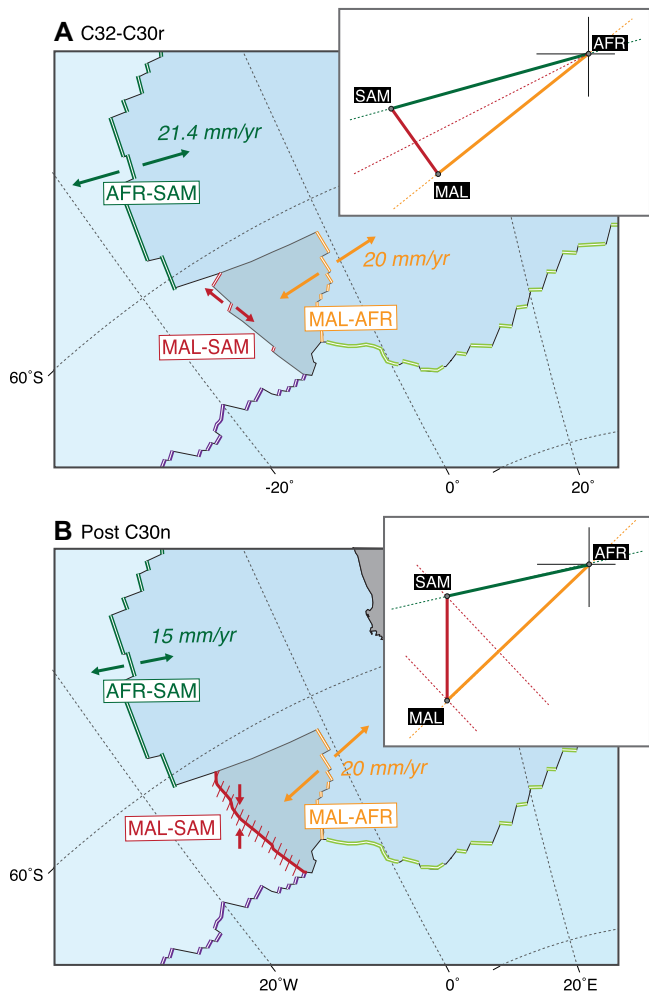 A C32-C30r
AFR
SAM
MAL
21.4 mm/yr
AFR-SAM
20 mm/yr
MAL-AFR
MAL-SAM
60°S
-20°
0°
20°
B Post C30n
AFR
SAM
MAL
15 mm/yr
AFR-SAM
20 mm/yr
MAL-AFR
MAL-SAM
60°S
20°W
0°
20°E